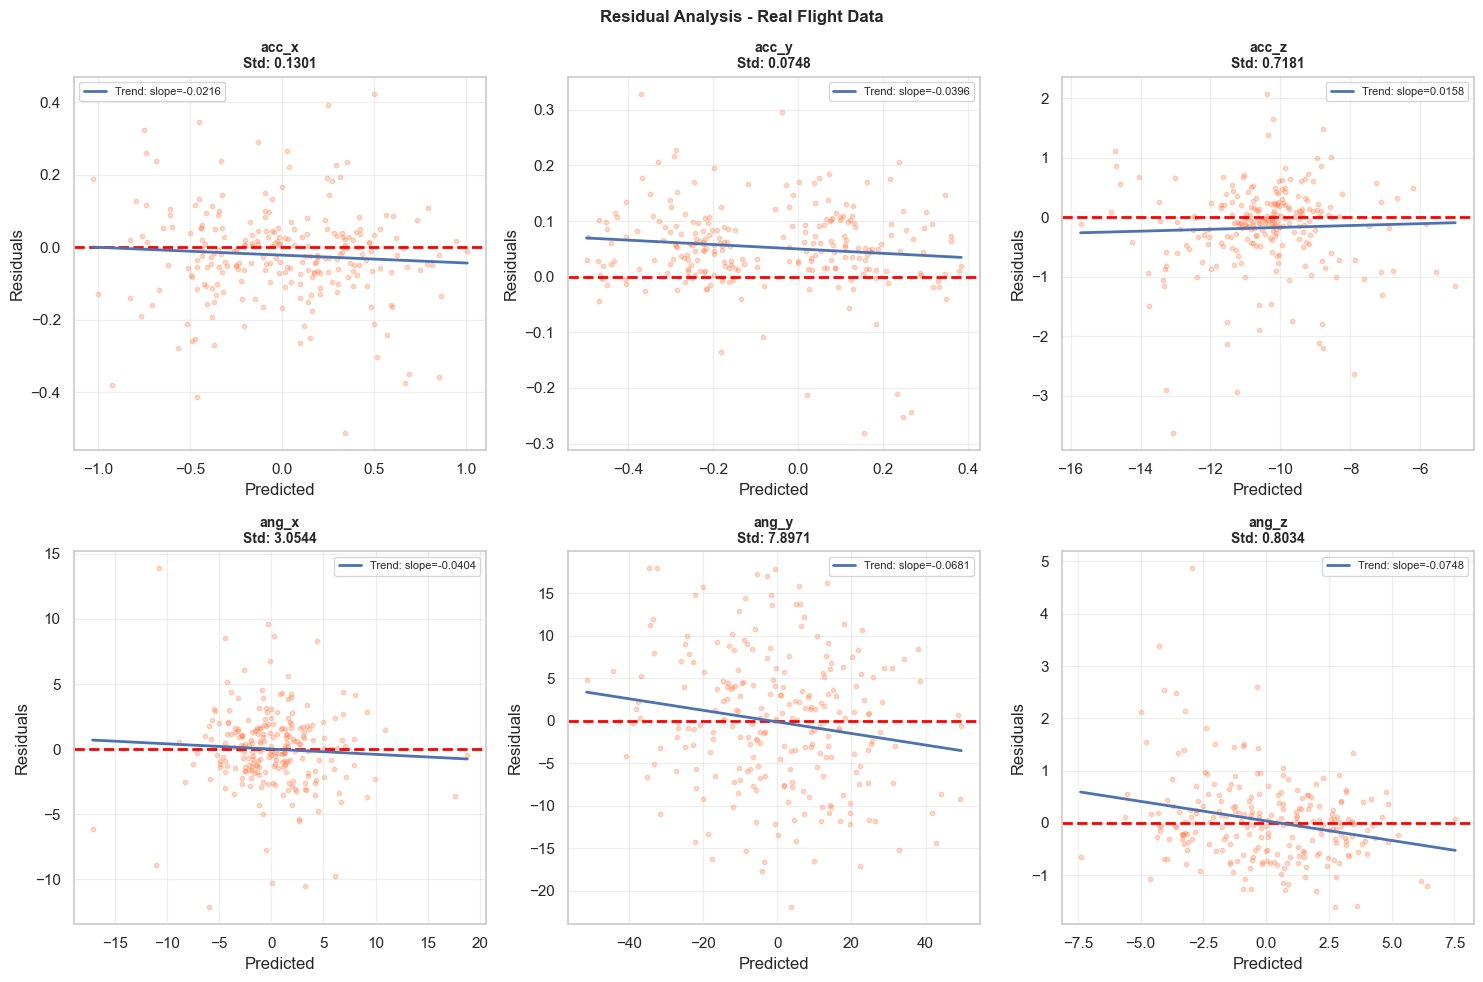 Residual Analysis - Real Flight Data
acc_x
Std: 0.1301
Trend: slope=-0.0216
Residuals
0.4
0.2
0.0
−0.2
−0.4
−1.0 −0.5 0.0 0.5 1.0
Predicted
acc_y
Std: 0.0748
Trend: slope=-0.0396
Residuals
0.3
0.2
0.1
0.0
−0.1
−0.2
−0.3
−0.4 −0.2 0.0 0.2 0.4
Predicted
acc_z
Std: 0.7181
Trend: slope=0.0158
Residuals
2
1
0
−1
−2
−3
−16 −14 −12 −10 −8 −6
Predicted
ang_x
Std: 3.0544
Trend: slope=-0.0404
Residuals
15
10
5
0
−5
−10
−15 −10 −5 0 5 10 15 20
Predicted
ang_y
Std: 7.8971
Trend: slope=-0.0681
Residuals
15
10
5
0
−5
−10
−15
−20
−40 −20 0 20 40
Predicted
ang_z
Std: 0.8034
Trend: slope=-0.0748
Residuals
5
4
3
2
1
0
−1
−7.5 −5.0 −2.5 0.0 2.5 5.0 7.5
Predicted